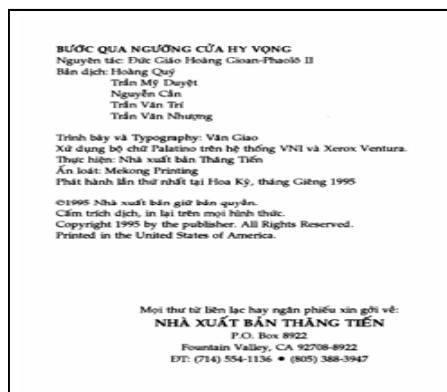 BƯỚC QUA NGƯỠNG CỬA HY VỌNG
Nguyên tác: Đức Giáo Hoàng Gioan-Phaolô II
Bản dịch: Hoàng Quý
Trần Mỹ Duyệt
Nguyễn Cần
Trần Văn Trí
Trần Văn Nhượng
Trình bày và Typography: Văn Giao
Xử dụng bộ chữ Palatino trên hệ thống VNI và Xerox Ventura.
Thực hiện: Nhà xuất bản Thăng Tiến
Ấn loát: Mekong Printing
Phát hành lần thứ nhất tại Hoa Kỳ, tháng Giêng 1995
©1995 Nhà xuất bản giữ bản quyền.
Cấm trích dịch, in lại trên mọi hình thức.
Copyright 1995 by the publisher. All Rights Reserved.
Printed in the United States of America.
Mọi thư từ liên lạc hay ngân phiếu xin gởi về:
NHÀ XUẤT BẢN THĂNG TIẾN
P.O. Box 8922
Fountain Valley, CA 92708-8922
ĐT: (714) 554-1136 ● (805) 388-3947